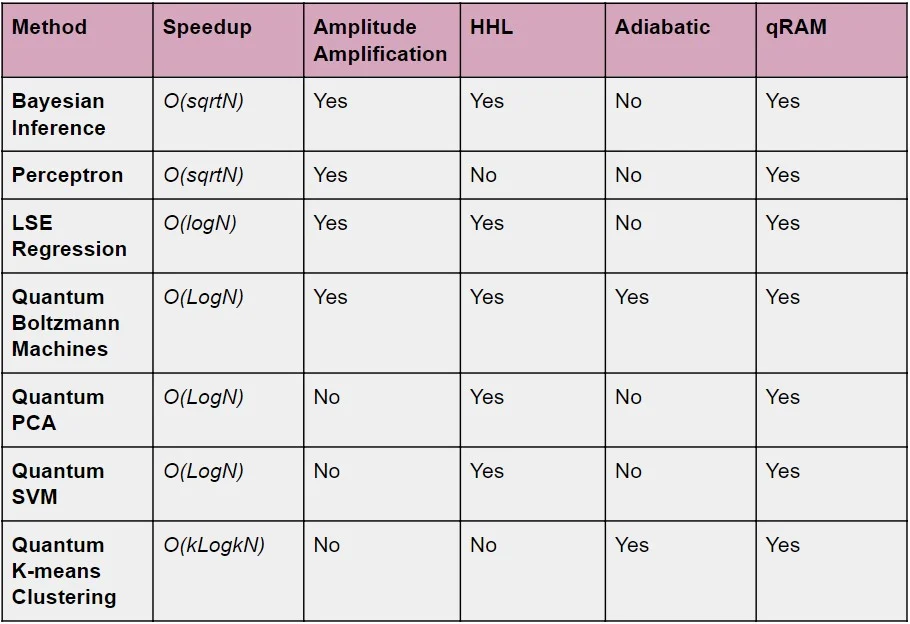 Method Speedup Amplitude HHL Adiabatic qRAM
Amplification
Bayesian O(sqrtN) Yes Yes No Yes
Inference
Perceptron O(sqrtN) Yes No No Yes
LSE O(logN) Yes Yes No Yes
Regression
Quantum O(LogN) Yes Yes Yes Yes
Boltzmann
Machines
Quantum O(LogN) No Yes No Yes
PCA
Quantum O(LogN) No Yes No Yes
SVM
Quantum O(kLogkN) No No Yes Yes
K-means
Clustering